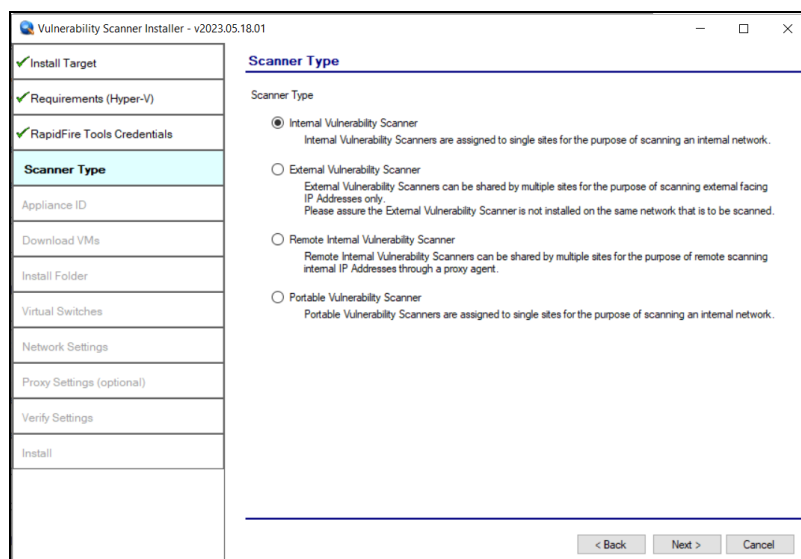 Vulnerability Scanner Installer - v2023.05.18.01
Install Target
Requirements (Hyper-V)
RapidFire Tools Credentials
Scanner Type
Appliance ID
Download VMs
Install Folder
Virtual Switches
Network Settings
Proxy Settings (optional)
Verify Settings
Install
Scanner Type
Scanner Type
Internal Vulnerability Scanner
Internal Vulnerability Scanners are assigned to single sites for the purpose of scanning an internal network.
External Vulnerability Scanner
External Vulnerability Scanners can be shared by multiple sites for the purpose of scanning external facing
IP Addresses only.
Please assure the External Vulnerability Scanner is not installed on the same network that is to be scanned.
Remote Internal Vulnerability Scanner
Remote Internal Vulnerability Scanners can be shared by multiple sites for the purpose of remote scanning
internal IP Addresses through a proxy agent.
Portable Vulnerability Scanner
Portable Vulnerability Scanners are assigned to single sites for the purpose of scanning an internal network.
< Back
Next >
Cancel